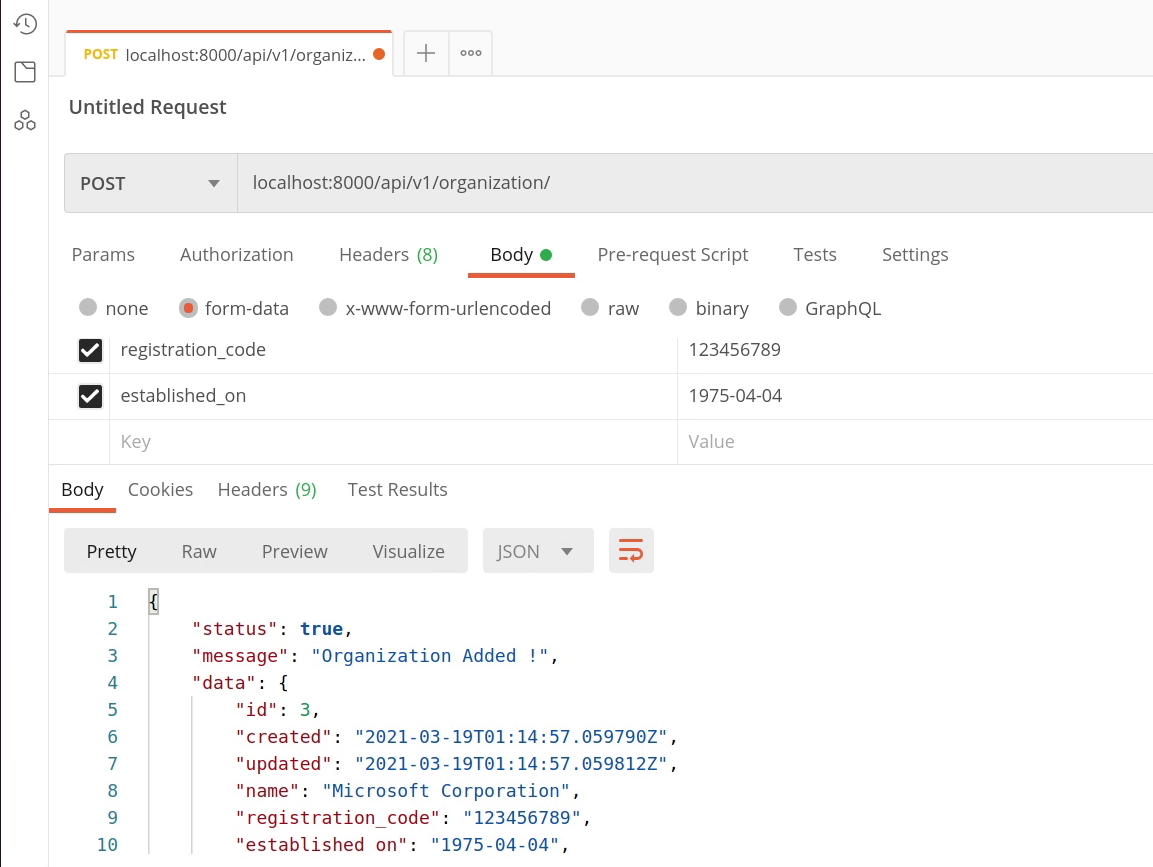 POST localhost:8000/api/v1/organiz...
Untitled Request
POST localhost:8000/api/v1/organization/
Params Authorization Headers (8) Body Pre-request Script Tests Settings
none form-data x-www-form-urlencoded raw binary GraphQL
registration_code 123456789
established_on 1975-04-04
Key Value
Body Cookies Headers (9) Test Results
Pretty Raw Preview Visualize JSON
1 {
2 "status": true,
3 "message": "Organization Added !",
4 "data": {
5 "id": 3,
6 "created": "2021-03-19T01:14:57.059790Z",
7 "updated": "2021-03-19T01:14:57.059812Z",
8 "name": "Microsoft Corporation",
9 "registration_code": "123456789",
10 "established_on": "1975-04-04",